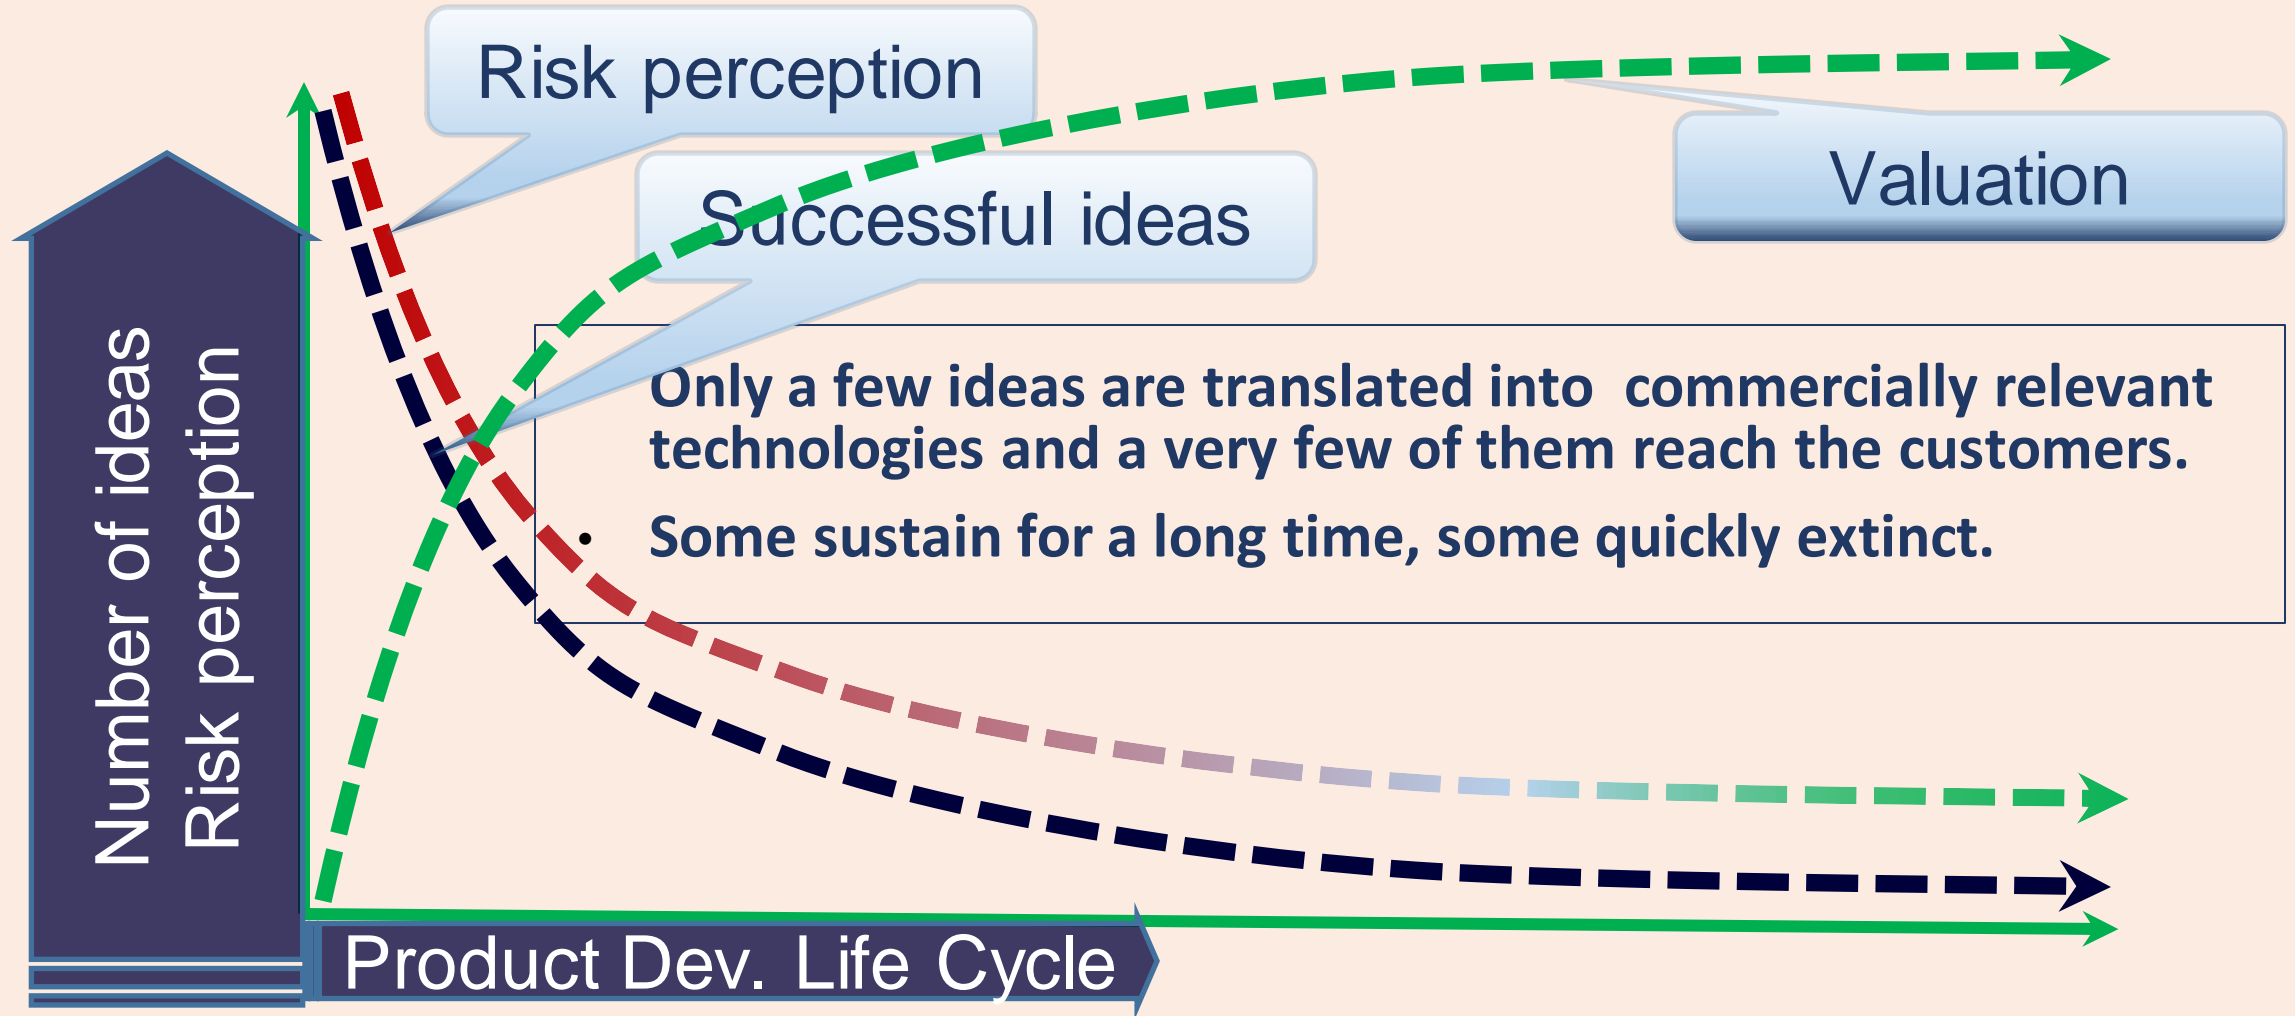 Risk perception
Successful ideas
Valuation
Number of ideas
Risk perception
Only a few ideas are translated into commercially relevant
technologies and a very few of them reach the customers.
• Some sustain for a long time, some quickly extinct.
Product Dev. Life Cycle